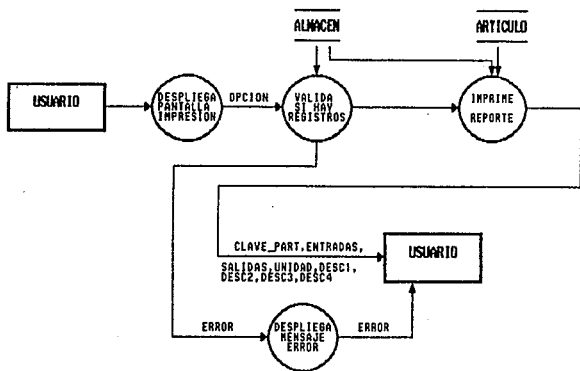 ALMACEN
ARTICULO
USUARIO
DESPLIEGA
PANTALLA
IMPRESION
OPCION
VALIDA
SI HAY
REGISTROS
IMPRIME
REPORTE
CLAVE_PART,ENTRADAS,
SALIDAS,UNIDAD,DESC1,
DESC2,DESC3,DESC4
USUARIO
ERROR
DESPLIEGA
MENSAJE
ERROR
ERROR